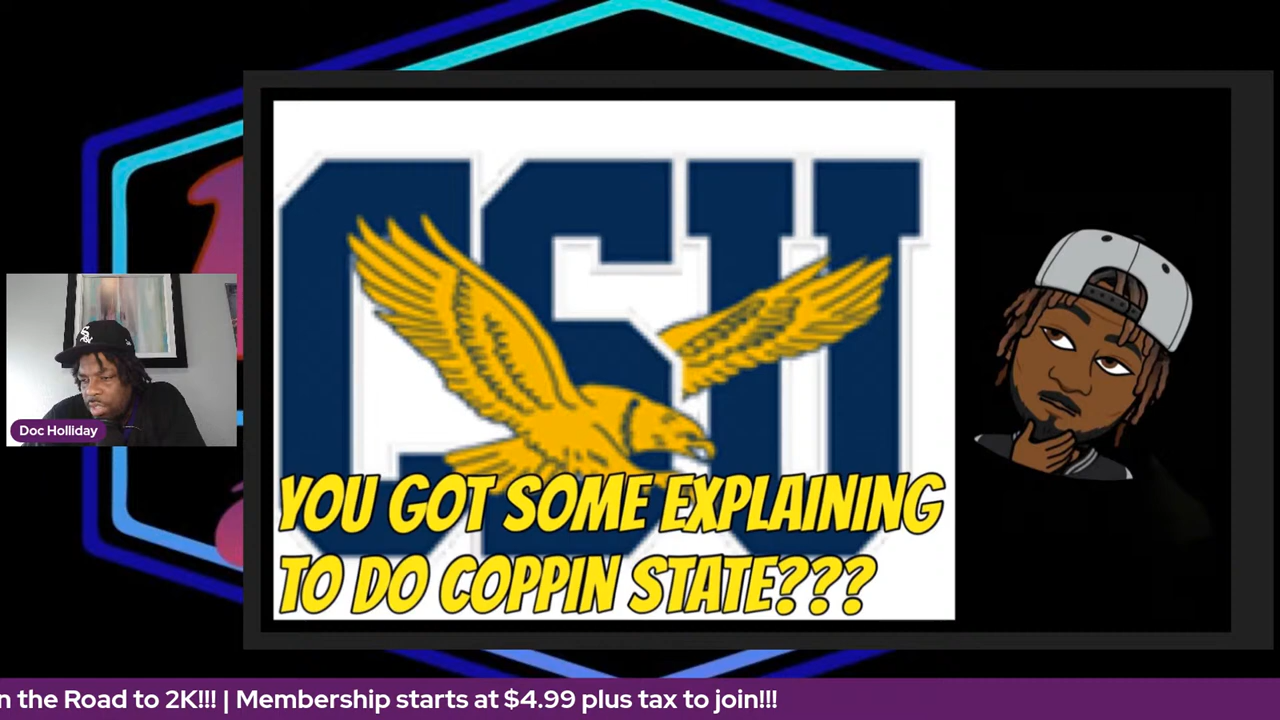 CSU
YOU GOT SOME EXPLAINING
TO DO COPPIN STATE???
Doc Holliday
n the Road to 2K!!! | Membership starts at $4.99 plus tax to join!!!